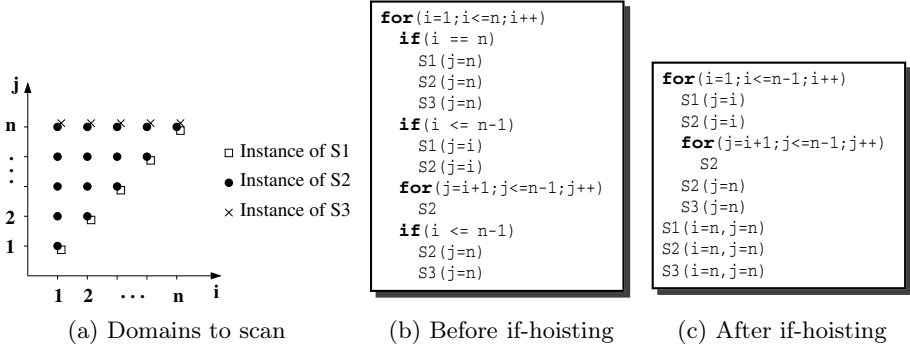 j
n
2
1
1 2 ... n i
Instance of S1
Instance of S2
Instance of S3
(a) Domains to scan
for(i=1;i<=n;i++)
if(i == n)
S1(j=n)
S2(j=n)
S3(j=n)
if(i <= n-1)
S1(j=i)
S2(j=i)
for(j=i+1;j<=n-1;j++)
S2
if(i <= n-1)
S2(j=n)
S3(j=n)
(b) Before if-hoisting
for(i=1;i<=n-1;i++)
S1(j=i)
S2(j=i)
for(j=i+1;j<=n-1;j++)
S2
S2(j=n)
S3(j=n)
S1(i=n,j=n)
S2(i=n,j=n)
S3(i=n,j=n)
(c) After if-hoisting